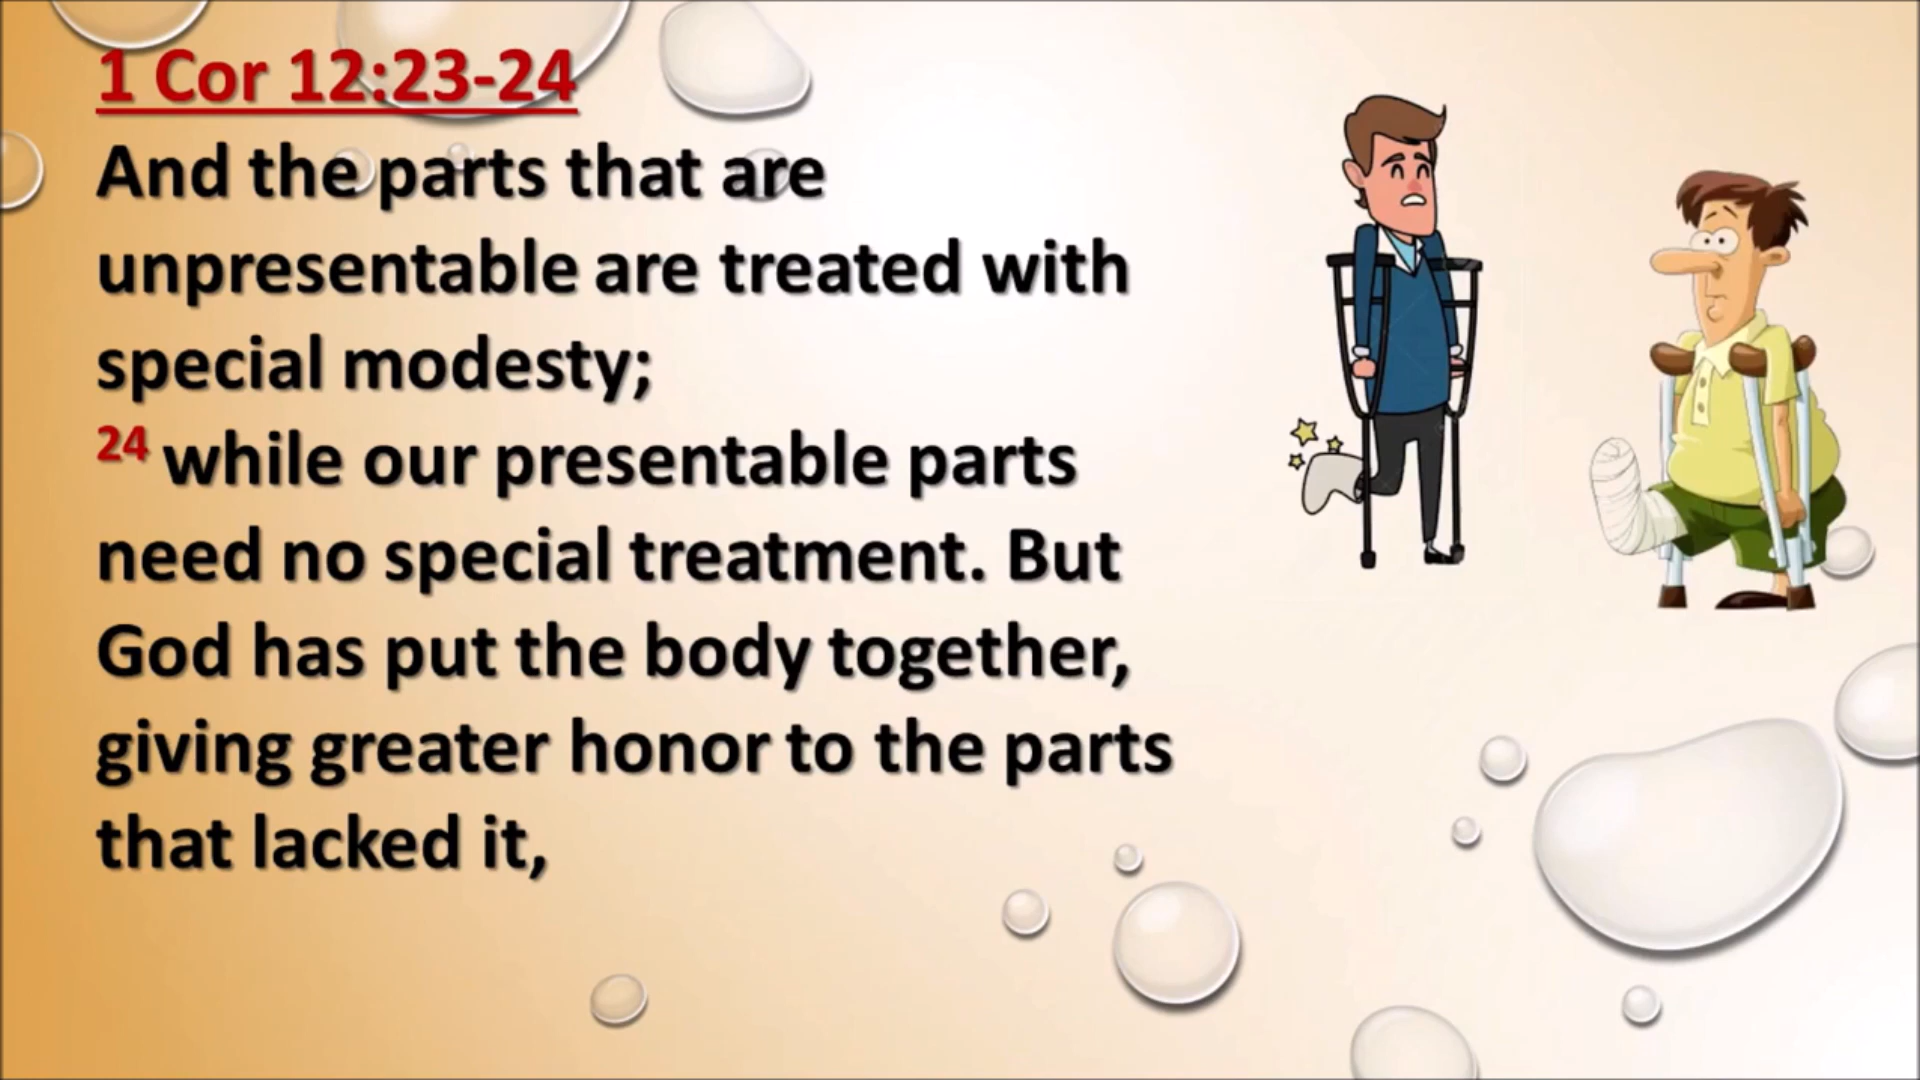 1 Cor 12:23-24
And the parts that are
unpresentable are treated with
special modesty;
24 while our presentable parts
need no special treatment. But
God has put the body together,
giving greater honor to the parts
that lacked it,